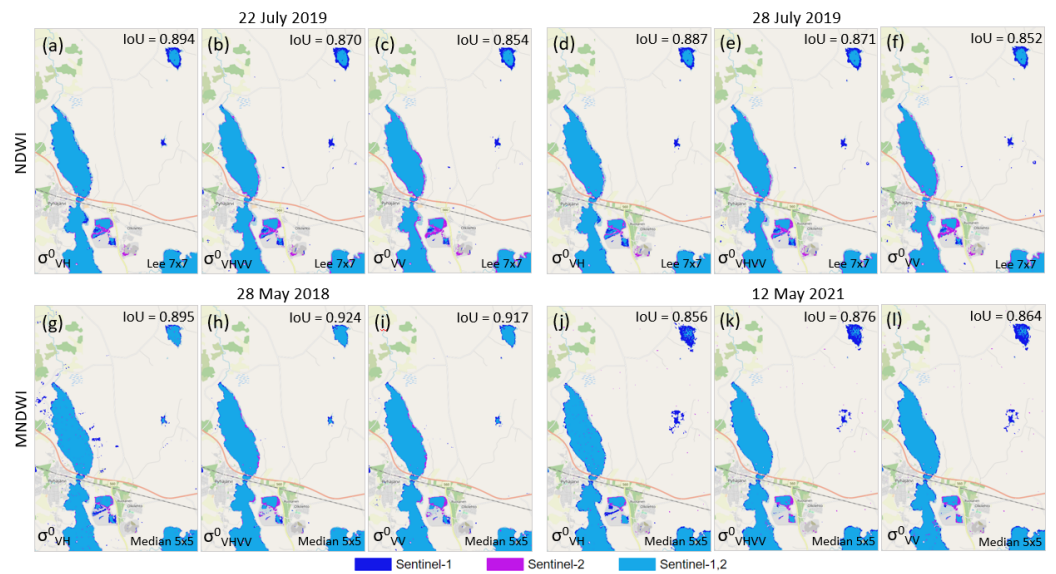 22 July 2019
28 July 2019
(a) IoU = 0.894
(b) IoU = 0.870
(c) IoU = 0.854
(d) IoU = 0.887
(e) IoU = 0.871
(f) IoU = 0.852
NDWI
σ⁰VH Lee 7x7
σ⁰VHVV Lee 7x7
σ⁰VV Lee 7x7
σ⁰VH Lee 7x7
σ⁰VHVV Lee 7x7
σ⁰VV Lee 7x7
28 May 2018
12 May 2021
(g) IoU = 0.895
(h) IoU = 0.924
(i) IoU = 0.917
(j) IoU = 0.856
(k) IoU = 0.876
(l) IoU = 0.864
MNDWI
σ⁰VH Median 5x5
σ⁰VHVV Median 5x5
σ⁰VV Median 5x5
σ⁰VH Median 5x5
σ⁰VHVV Median 5x5
σ⁰VV Median 5x5
Sentinel-1
Sentinel-2
Sentinel-1,2